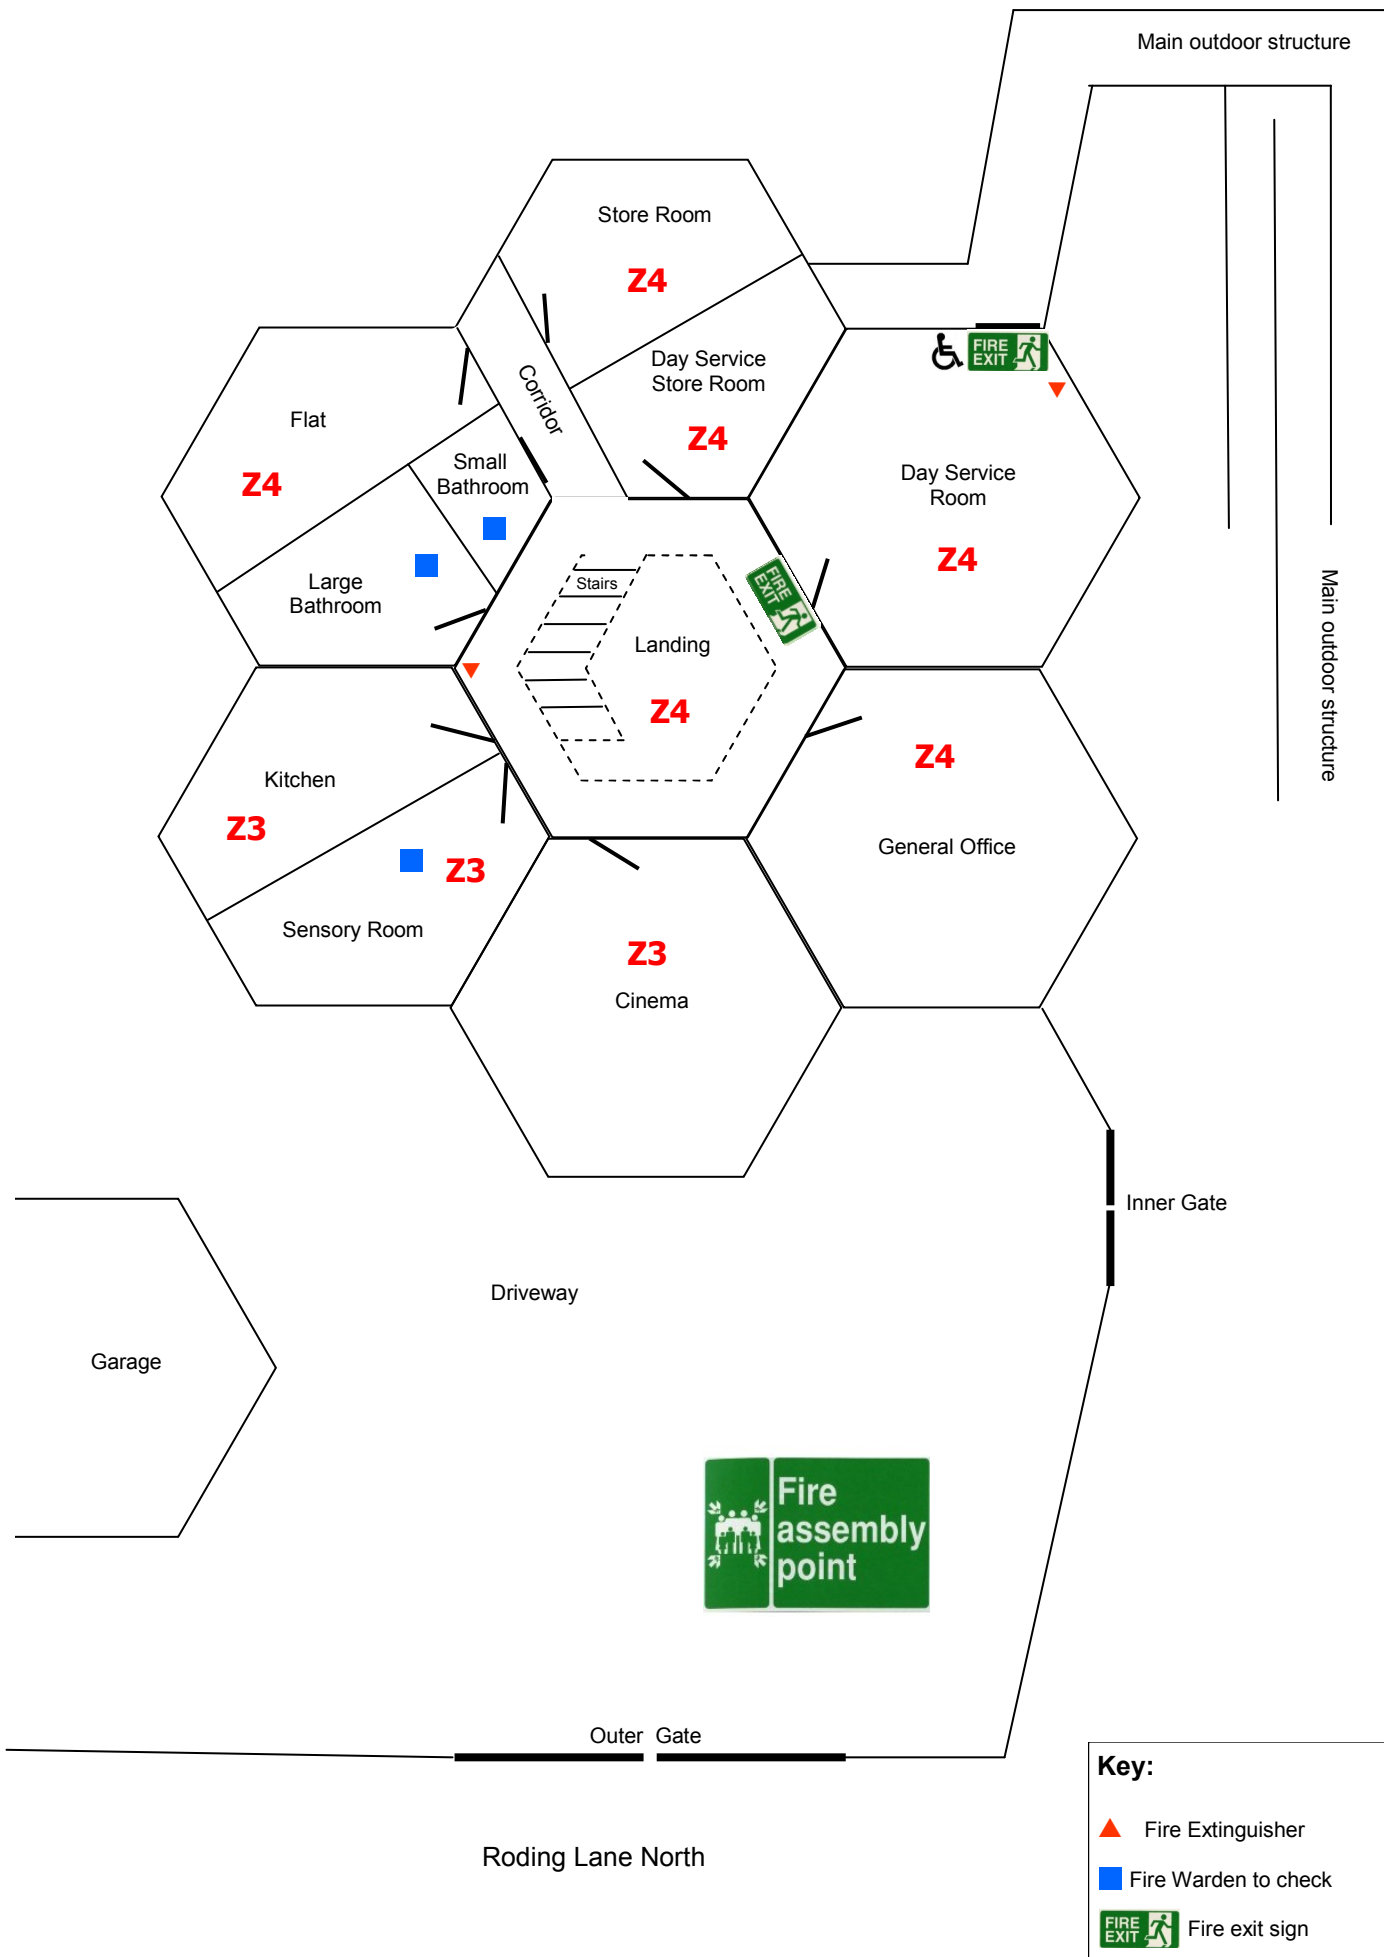 Main outdoor structure
Store Room
Z4
Day Service
Store Room
Z4
Corridor
FIRE
EXIT
Flat
Z4
Small
Bathroom
Day Service
Room
Z4
Large
Bathroom
Stairs
FIRE
EXIT
Landing
Z4
Main outdoor structure
Z4
General Office
Kitchen
Z3
Z3
Sensory Room
Z3
Cinema
Inner Gate
Driveway
Garage
Fire
assembly
point
Outer Gate
Roding Lane North
Key:
Fire Extinguisher
Fire Warden to check
FIRE
EXIT
Fire exit sign